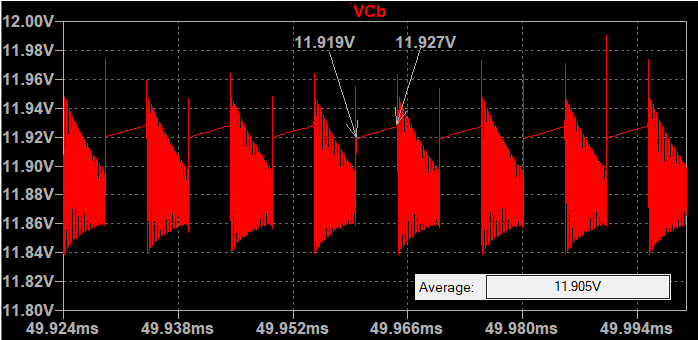 VCb
12.00V
11.98V
11.919V 11.927V
11.96V
11.94V
11.92V
11.90V
11.88V
11.86V
11.84V
11.82V
Average: 11.905V
11.80V
49.924ms 49.938ms 49.952ms 49.966ms 49.980ms 49.994ms